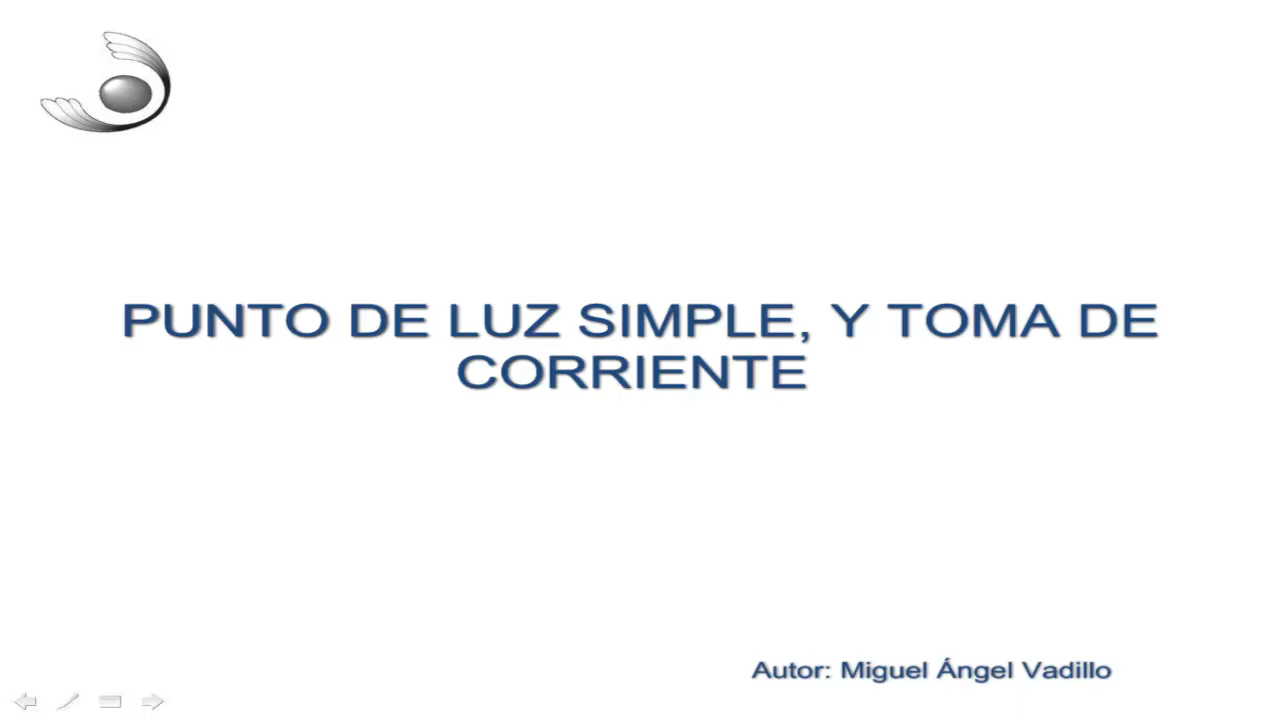 PUNTO DE LUZ SIMPLE, Y TOMA DE
CORRIENTE
Autor: Miguel Ángel Vadillo